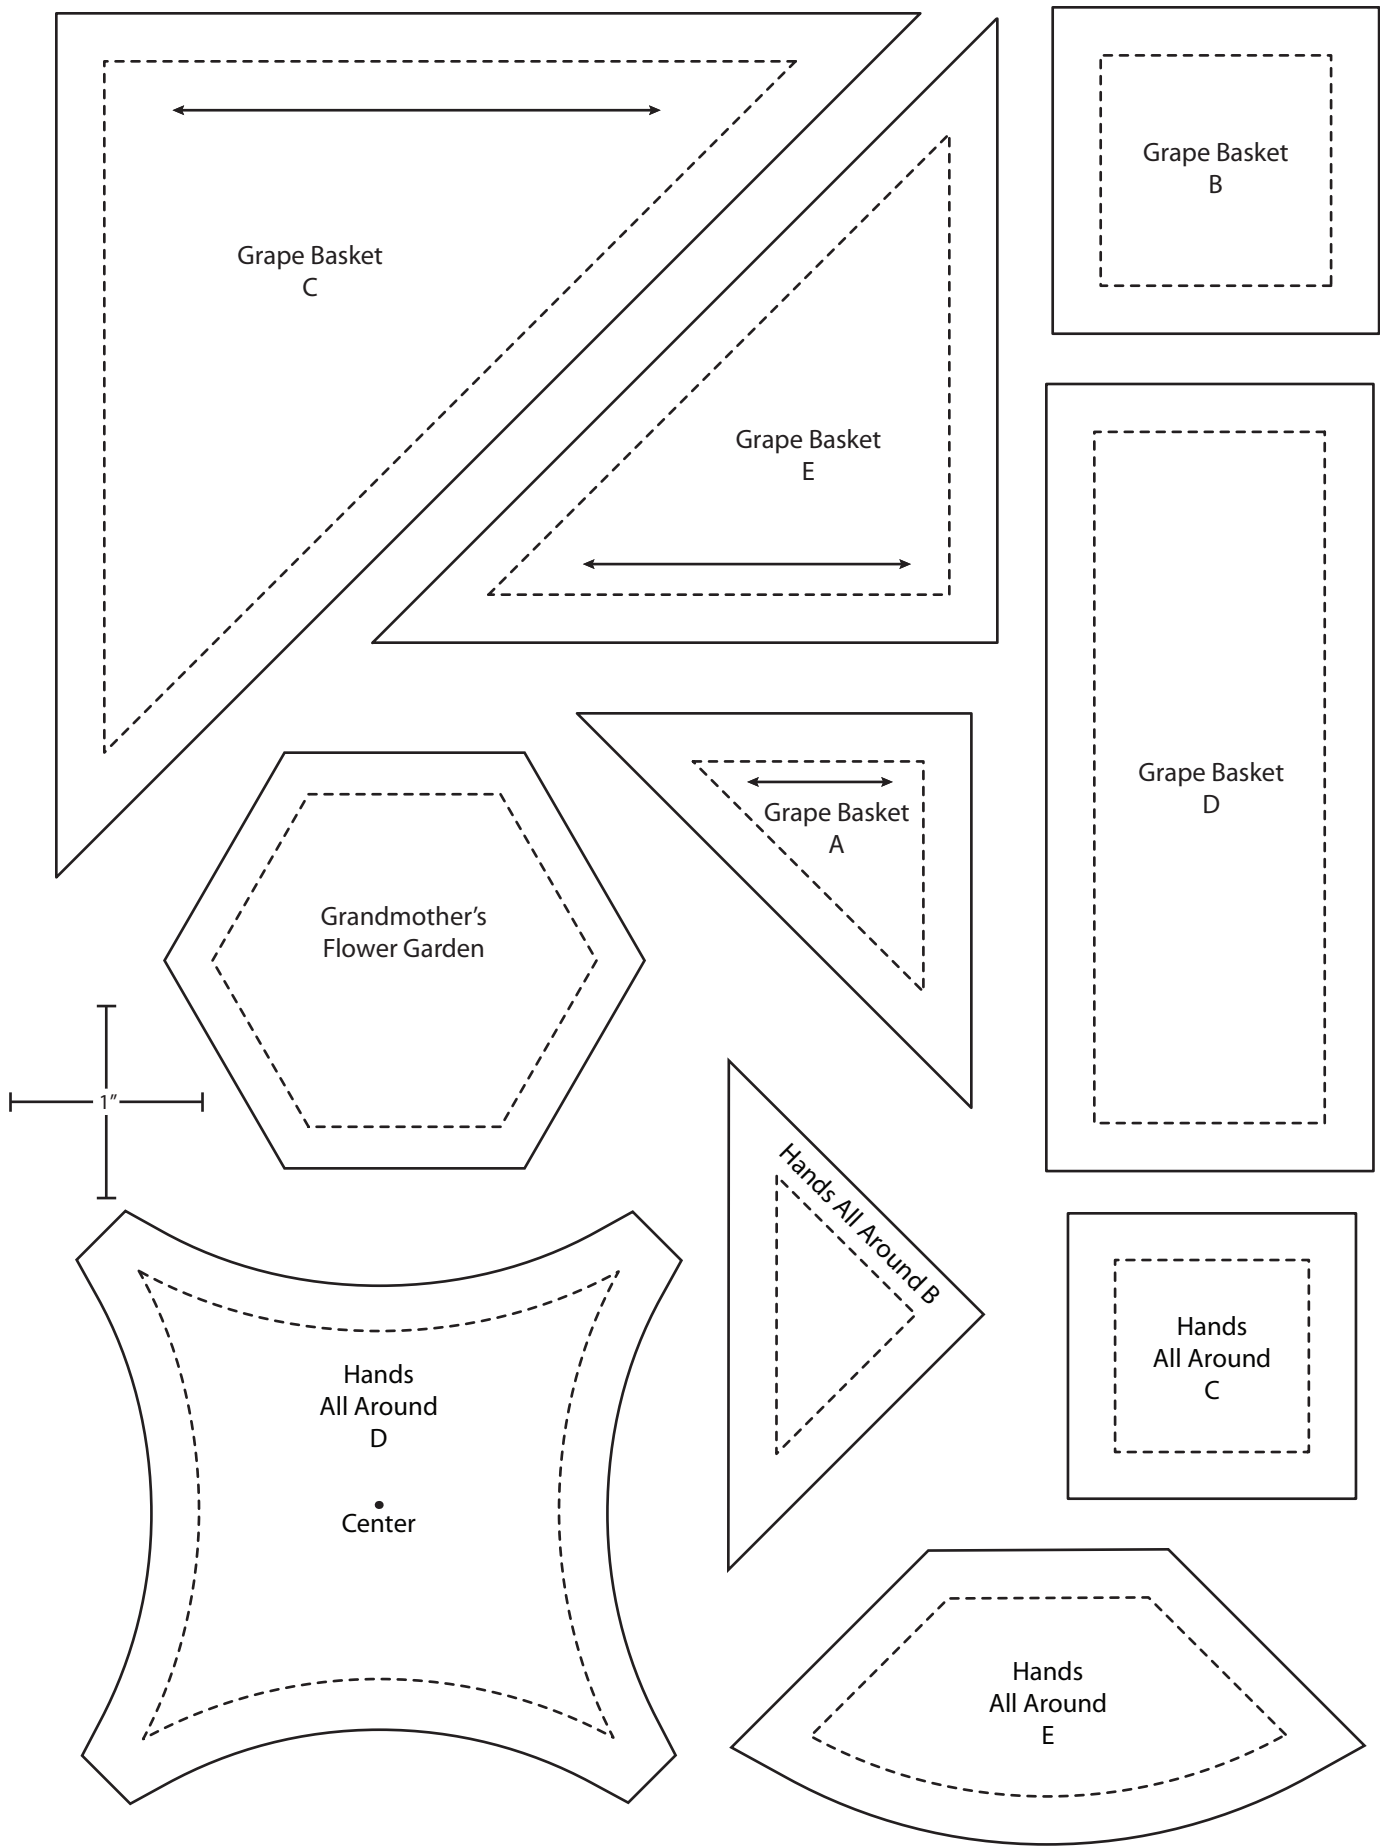 Grape Basket
B
Grape Basket
C
Grape Basket
E
Grape Basket
D
Grape Basket
A
Grandmother’s
Flower Garden
1”
Hands All Around B
Hands
All Around
C
Hands
All Around
D
Center
Hands
All Around
E